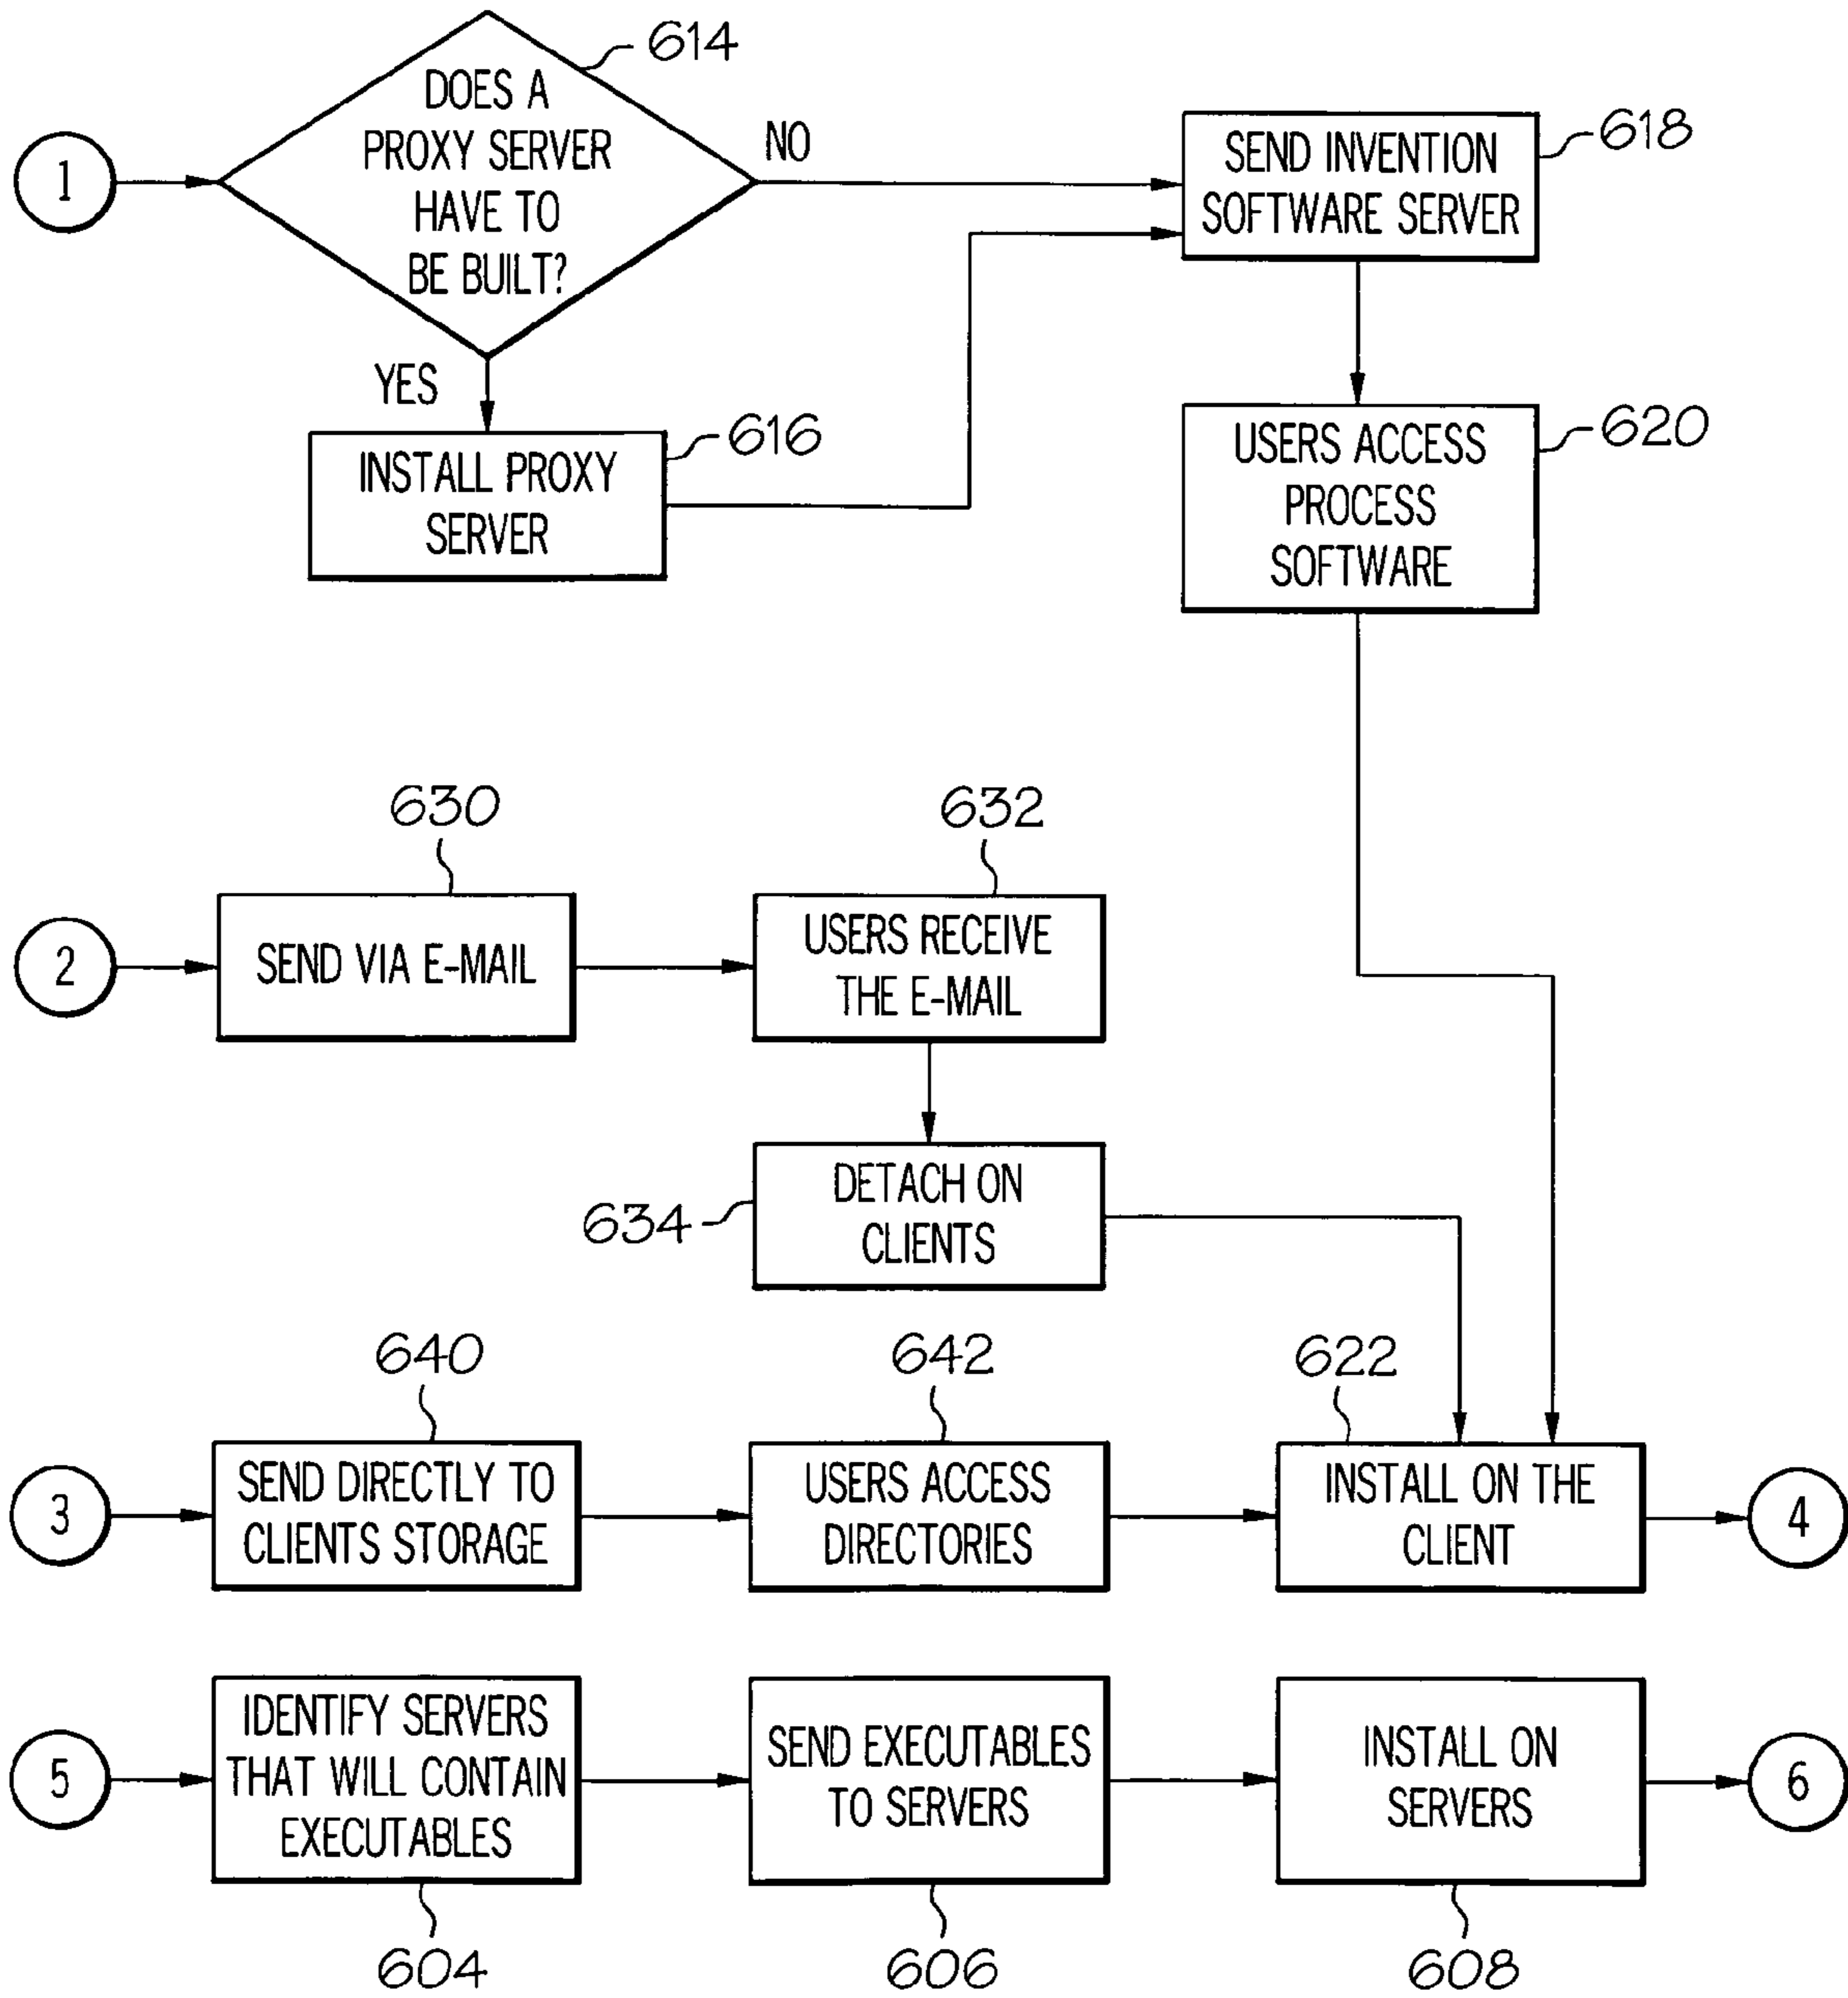 614
DOES A
PROXY SERVER
HAVE TO
BE BUILT?
1
NO
YES
616
INSTALL PROXY
SERVER
618
SEND INVENTION
SOFTWARE SERVER
620
USERS ACCESS
PROCESS
SOFTWARE
630
632
2
SEND VIA E-MAIL
USERS RECEIVE
THE E-MAIL
634
DETACH ON
CLIENTS
640
642
622
3
SEND DIRECTLY TO
CLIENTS STORAGE
USERS ACCESS
DIRECTORIES
INSTALL ON THE
CLIENT
4
5
IDENTIFY SERVERS
THAT WILL CONTAIN
EXECUTABLES
SEND EXECUTABLES
TO SERVERS
INSTALL ON
SERVERS
6
604
606
608